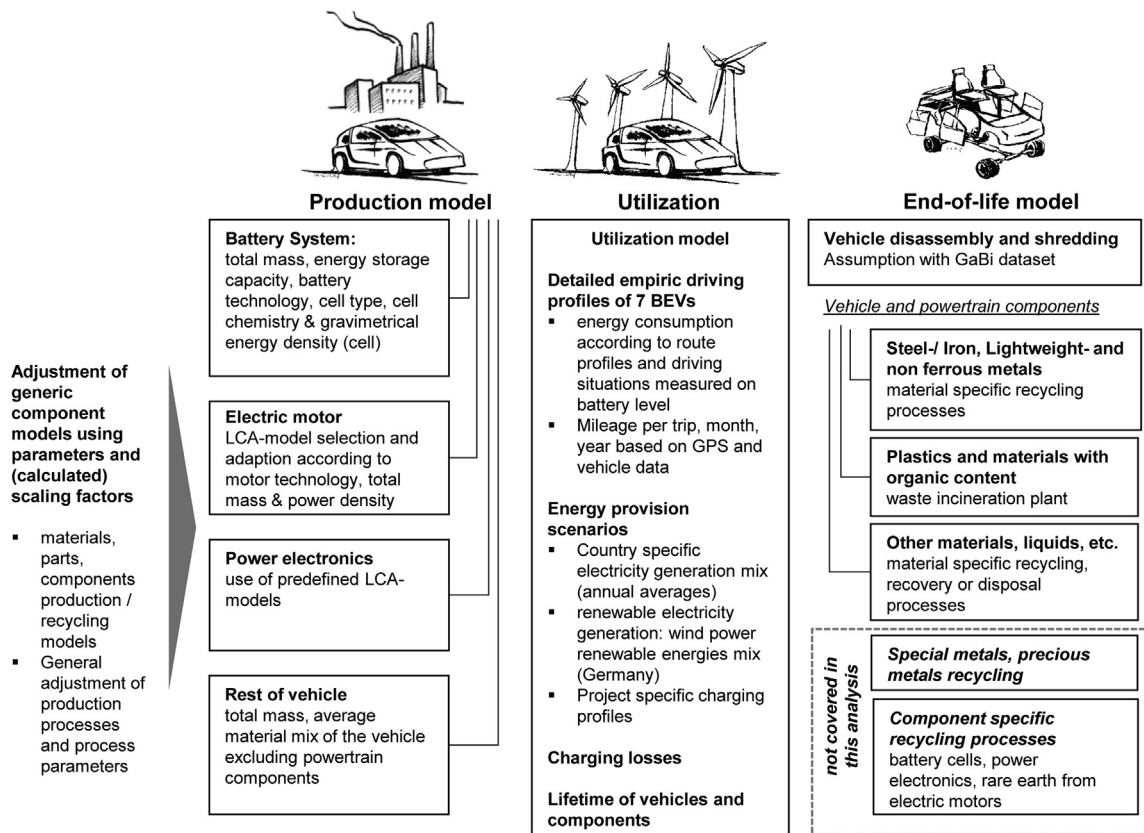 Production model
Utilization
End-of-life model
Adjustment of
generic
component
models using
parameters and
(calculated)
scaling factors
▪ materials,
parts,
components
production /
recycling
models
▪ General
adjustment of
production
processes
and process
parameters
Battery System:
total mass, energy storage
capacity, battery
technology, cell type, cell
chemistry & gravimetrical
energy density (cell)
Electric motor
LCA-model selection and
adaption according to
motor technology, total
mass & power density
Power electronics
use of predefined LCA-
models
Rest of vehicle
total mass, average
material mix of the vehicle
excluding powertrain
components
Utilization model
Detailed empiric driving
profiles of 7 BEVs
▪ energy consumption
according to route
profiles and driving
situations measured on
battery level
▪ Mileage per trip, month,
year based on GPS and
vehicle data
Energy provision
scenarios
▪ Country specific
electricity generation mix
(annual averages)
▪ renewable electricity
generation: wind power
renewable energies mix
(Germany)
▪ Project specific charging
profiles
Charging losses
Lifetime of vehicles and
components
Vehicle disassembly and shredding
Assumption with GaBi dataset
Vehicle and powertrain components
Steel-/ Iron, Lightweight- and
non ferrous metals
material specific recycling
processes
Plastics and materials with
organic content
waste incineration plant
Other materials, liquids, etc.
material specific recycling,
recovery or disposal
processes
not covered in
this analysis
Special metals, precious
metals recycling
Component specific
recycling processes
battery cells, power
electronics, rare earth from
electric motors